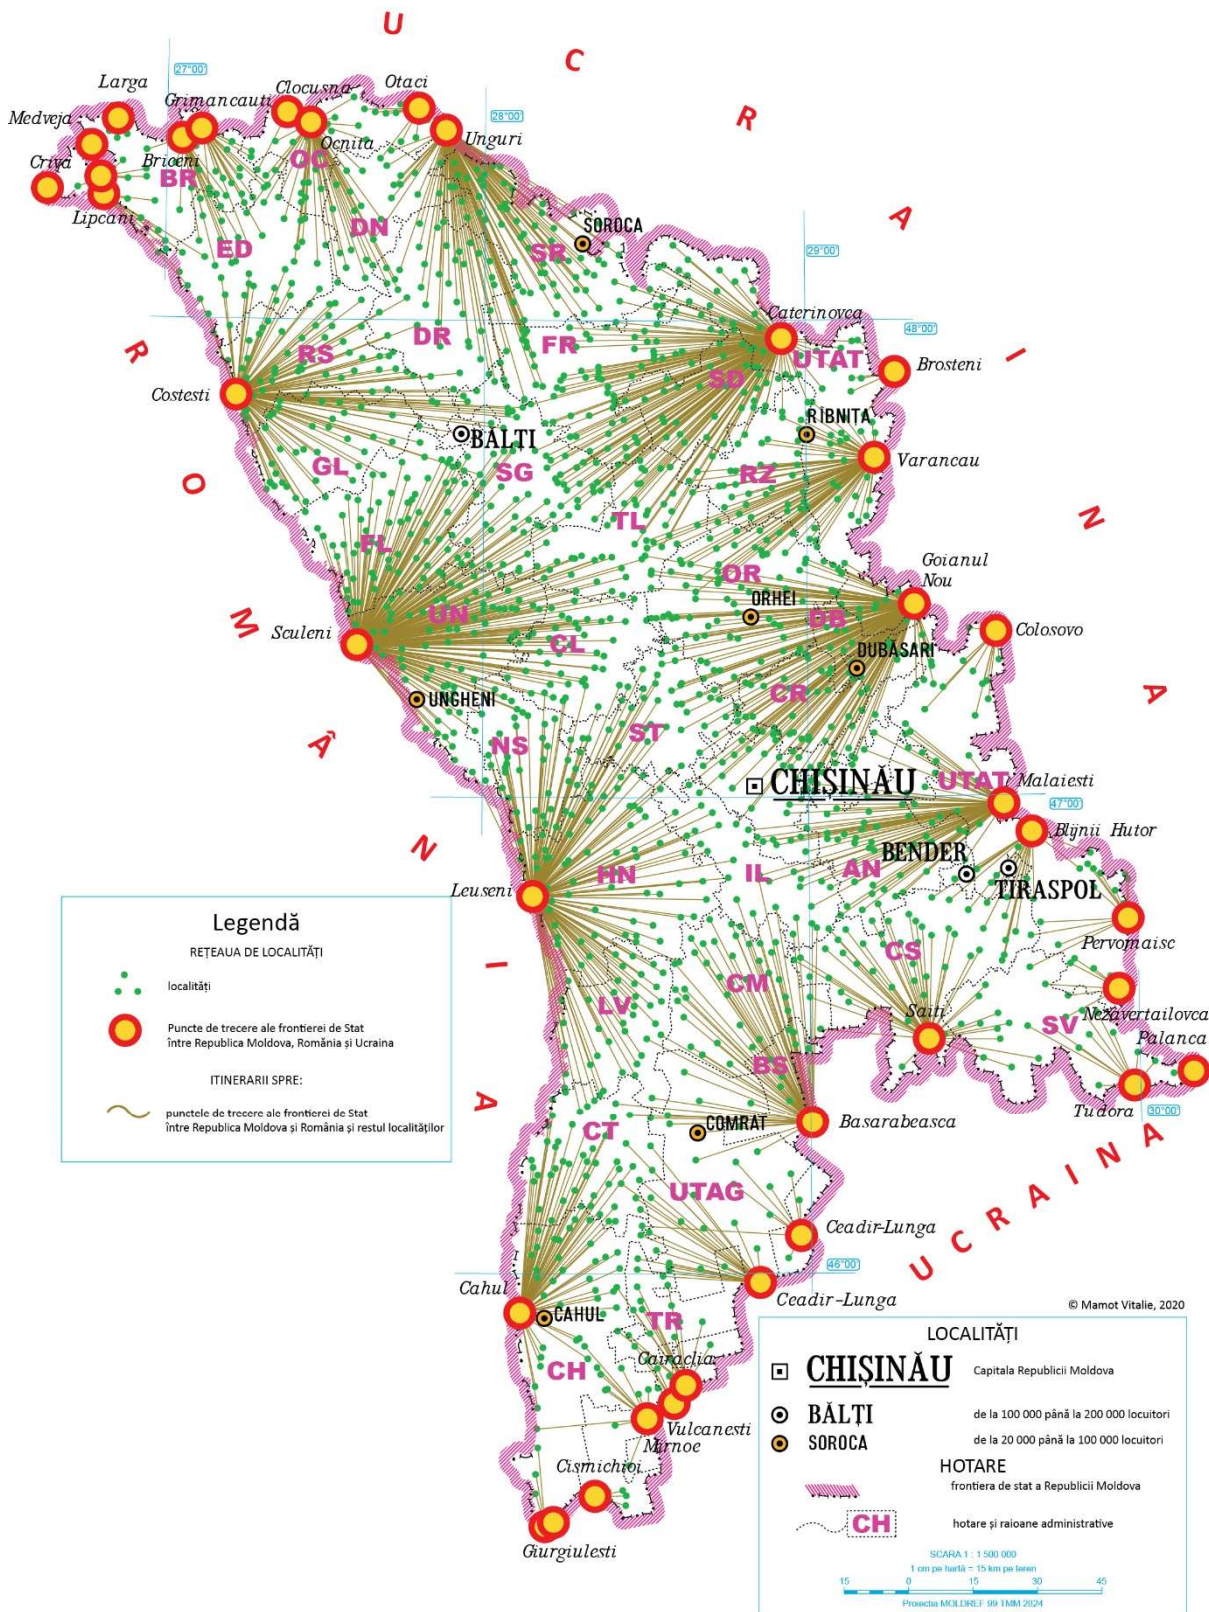 U C R A I N A
Larga
27°00'
Clocusna
Otaci
Grimancauti
28°00'
Medveja
Ocnita
Unguri
Criva
Briceni
OC
BR
Lipcani
DN
SR
SOROCA
ED
29°00'
Caterinovca
48°00'
DR
FR
RS
UTAT
Brosteni
SD
Costesti
RÎBNIȚA
BĂLȚI
Varancau
GL
SG
RZ
TL
FL
Goianul
Nou
OR
ORHEI
UN
DB
Colosovo
Sculeni
CL
DUBĂSARI
CR
UNGHENI
ST
NS
CHIȘINĂU
UTAT
Malaiesti
47°00'
Blijnii Hutor
BENDER
HN
IL
AN
TIRASPOL
Leuseni
Pervomaisc
CS
CM
LV
Nezavertailovca
Saiti
SV
Palanca
BS
Tudora
30°00'
Basarabeasca
COMRAT
CT
UTAG
Ceadir-Lunga
46°00'
Ceadir-Lunga
Cahul
CAHUL
TR
Cairaclia
CH
Vulcanesti
Mirnoe
Cismichioi
Giurgiulesti
R O M Â N I A
U C R A I N A
Legendă
REȚEAUA DE LOCALITĂȚI
localități
Puncte de trecere ale frontierei de Stat
între Republica Moldova, România și Ucraina
ITINERARII SPRE:
punctele de trecere ale frontierei de Stat
între Republica Moldova și România și restul localităților
© Mamot Vitalie, 2020
LOCALITĂȚI
CHIȘINĂU Capitala Republicii Moldova
BĂLȚI de la 100 000 până la 200 000 locuitori
SOROCA de la 20 000 până la 100 000 locuitori
HOTARE
frontiera de stat a Republicii Moldova
CH hotare și raioane administrative
SCARA 1 : 1 500 000
1 cm pe hartă = 15 km pe teren
15 0 15 30 45
Proiectia MOLDREF 99 TMM 2024